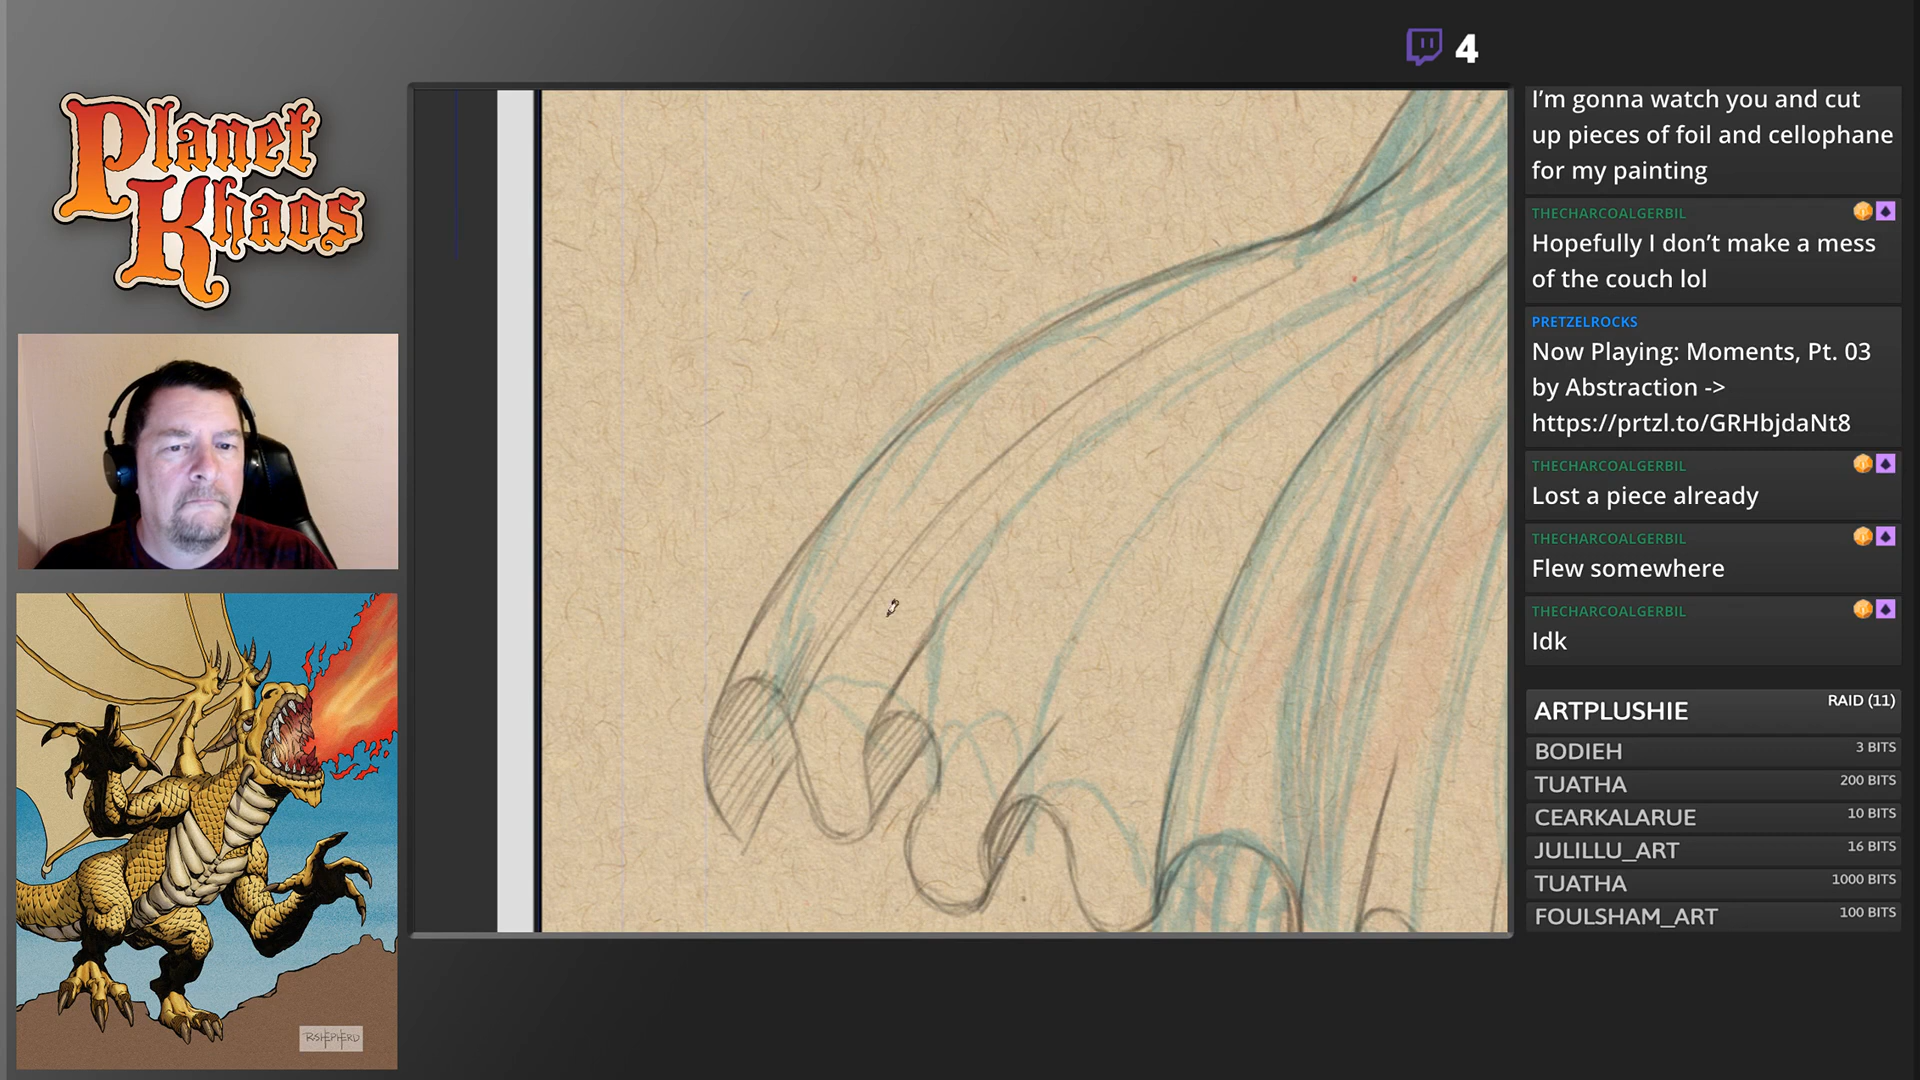 4
Planet
Khaos
I'm gonna watch you and cut
up pieces of foil and cellophane
for my painting
THECHARCOALGERBIL
Hopefully I don't make a mess
of the couch lol
PRETZELROCKS
Now Playing: Moments, Pt. 03
by Abstraction ->
https://prtzl.to/GRHbjdaNt8
THECHARCOALGERBIL
Lost a piece already
THECHARCOALGERBIL
Flew somewhere
THECHARCOALGERBIL
Idk
ARTPLUSHIE RAID (11)
BODIEH 3 BITS
TUATHA 200 BITS
CEARKALARUE 10 BITS
JULILLU_ART 16 BITS
TUATHA 1000 BITS
FOULSHAM_ART 100 BITS
R.SHEPHERD